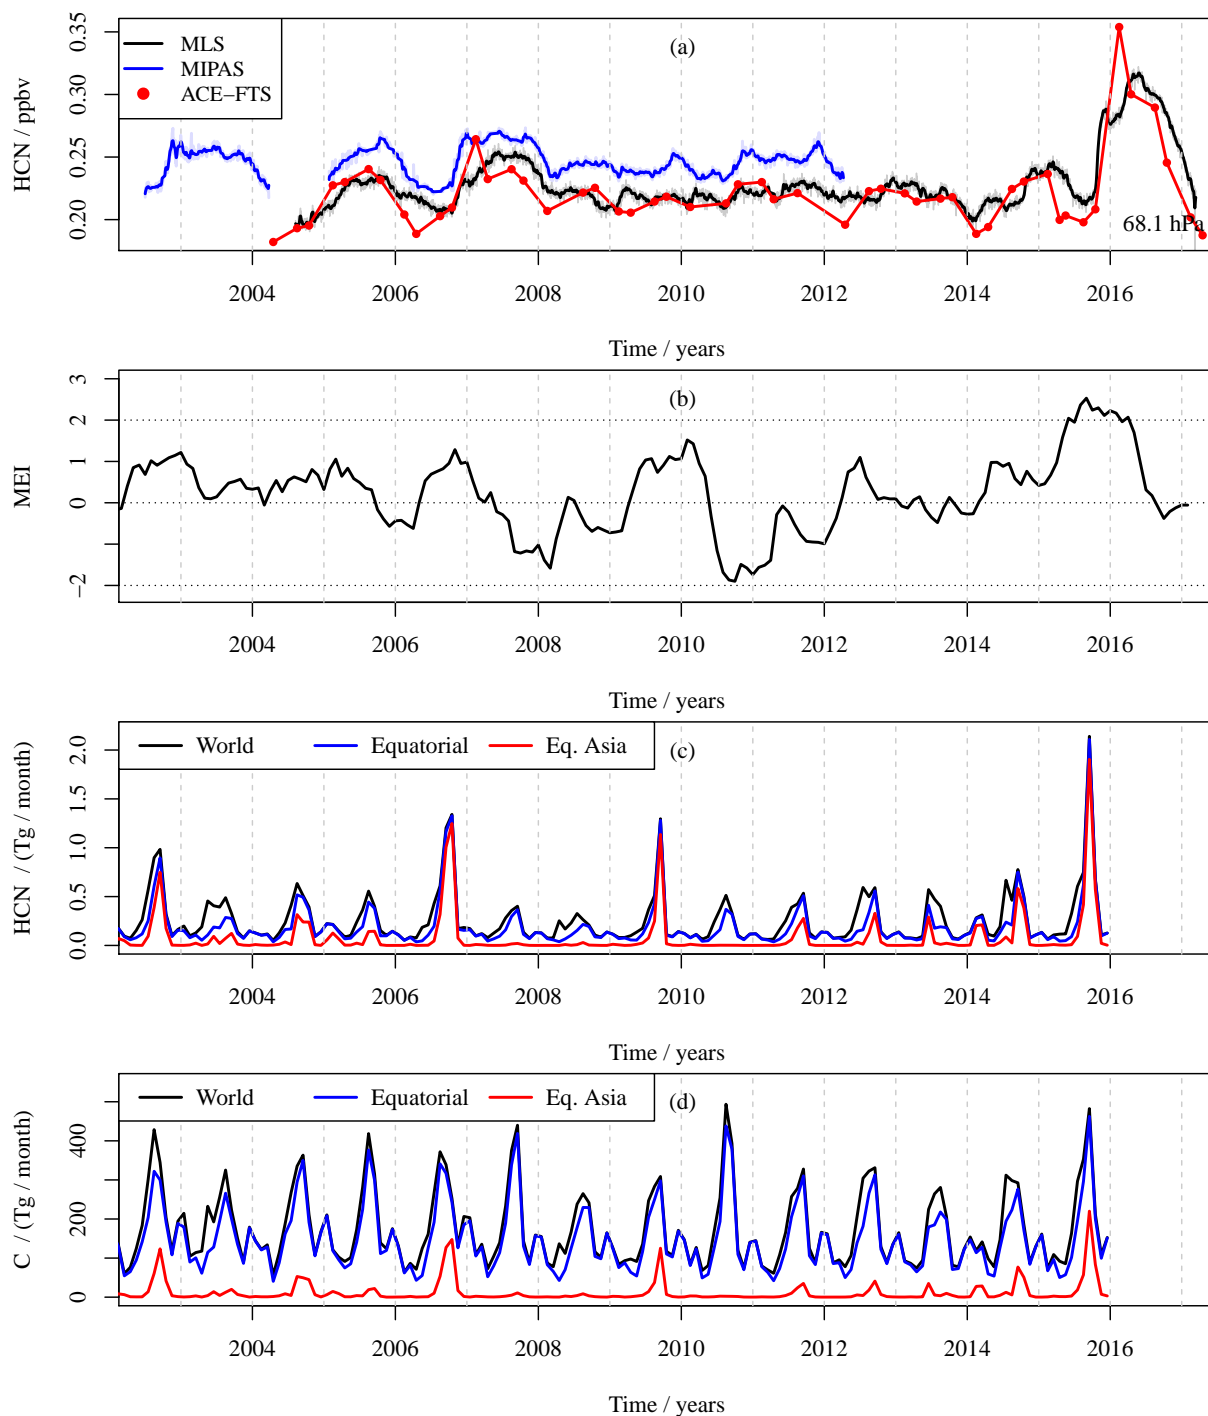 (a)
MLS
MIPAS
ACE−FTS
HCN / ppbv
0.20 0.25 0.30 0.35
68.1 hPa
2004 2006 2008 2010 2012 2014 2016
Time / years
(b)
MEI
−2 0 1 2 3
2004 2006 2008 2010 2012 2014 2016
Time / years
World Equatorial Eq. Asia
(c)
HCN / (Tg / month)
0.0 0.5 1.0 1.5 2.0
2004 2006 2008 2010 2012 2014 2016
Time / years
World Equatorial Eq. Asia
(d)
C / (Tg / month)
0 200 400
2004 2006 2008 2010 2012 2014 2016
Time / years